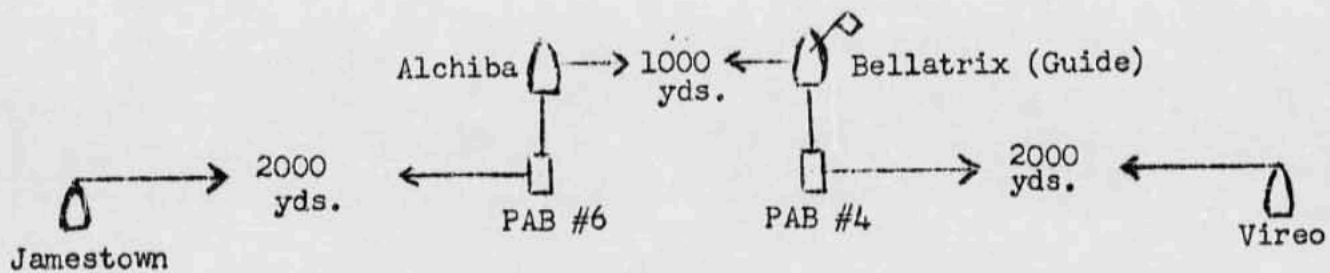 Alchiba 1000 yds. Bellatrix (Guide)
2000 yds. 2000 yds.
PAB #6 PAB #4
Jamestown Vireo